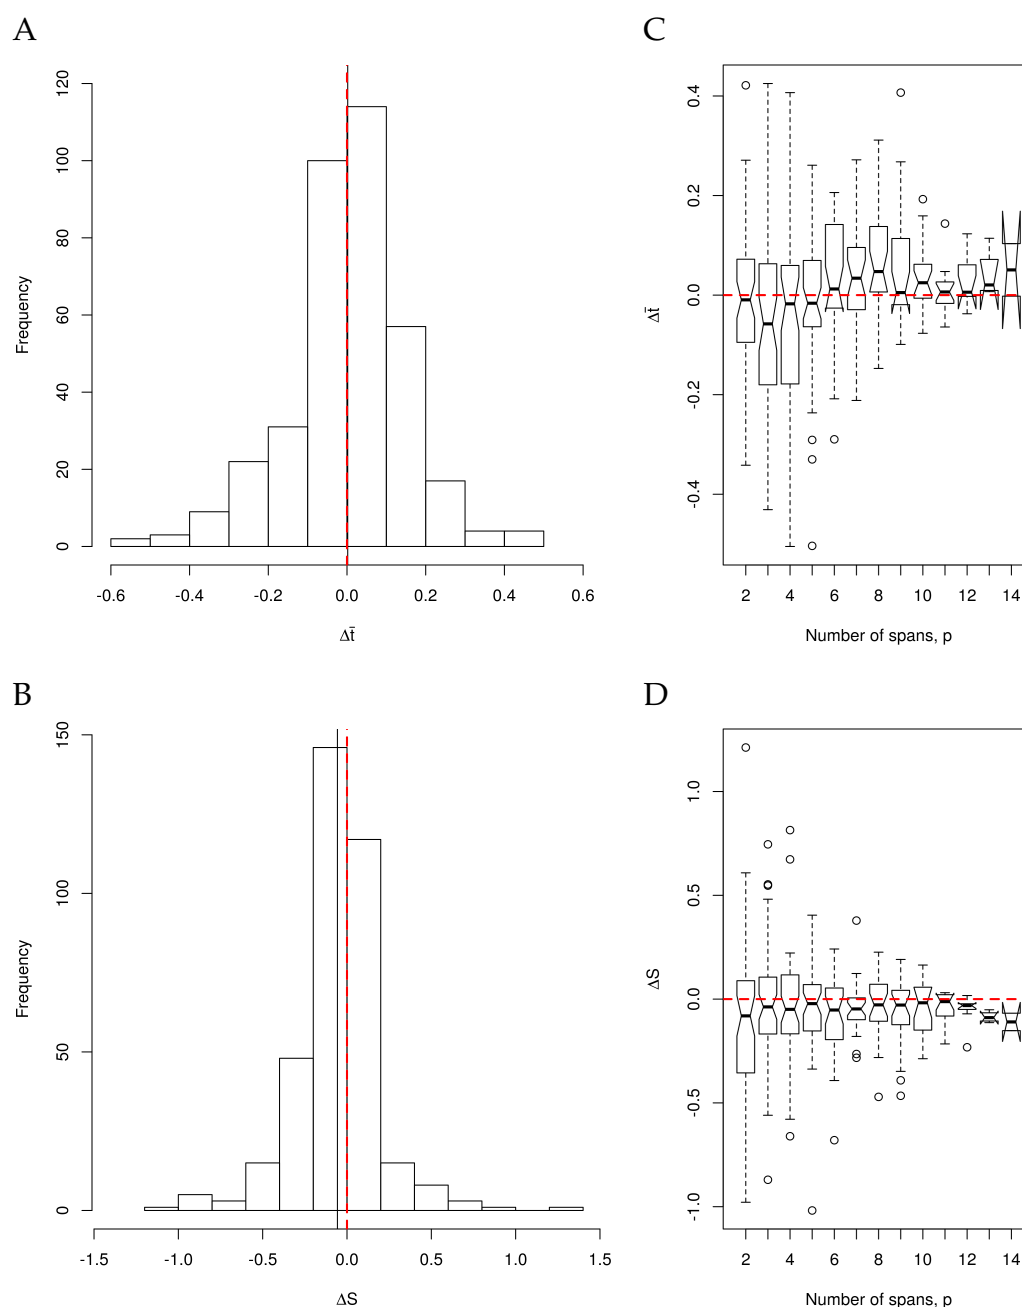 A
120
100
80
60
40
20
0
Frequency
-0.6 -0.4 -0.2 0.0 0.2 0.4 0.6
Δt̄
C
0.4
0.2
0.0
-0.2
-0.4
Δt̄
2 4 6 8 10 12 14
Number of spans, p
B
150
100
50
0
Frequency
-1.5 -1.0 -0.5 0.0 0.5 1.0 1.5
ΔS
D
1.0
0.5
0.0
-0.5
-1.0
ΔS
2 4 6 8 10 12 14
Number of spans, p